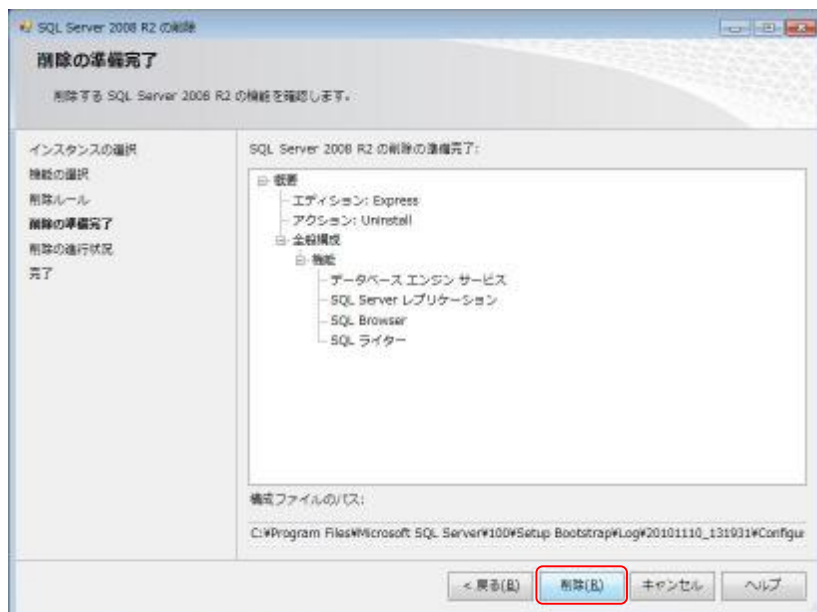 SQL Server 2008 R2 の削除
削除の準備完了
削除する SQL Server 2008 R2 の機能を確認します。
インスタンスの選択
機能の選択
削除ルール
削除の準備完了
削除の進行状況
完了
SQL Server 2008 R2 の削除の準備完了:
概要
エディション: Express
アクション: Uninstall
全般構成
機能
データベース エンジン サービス
SQL Server レプリケーション
SQL Browser
SQL ライター
構成ファイルのパス:
C:¥Program Files¥Microsoft SQL Server¥100¥Setup Bootstrap¥Log¥20101110_131931¥Configur
< 戻る(B) 削除(R) キャンセル ヘルプ